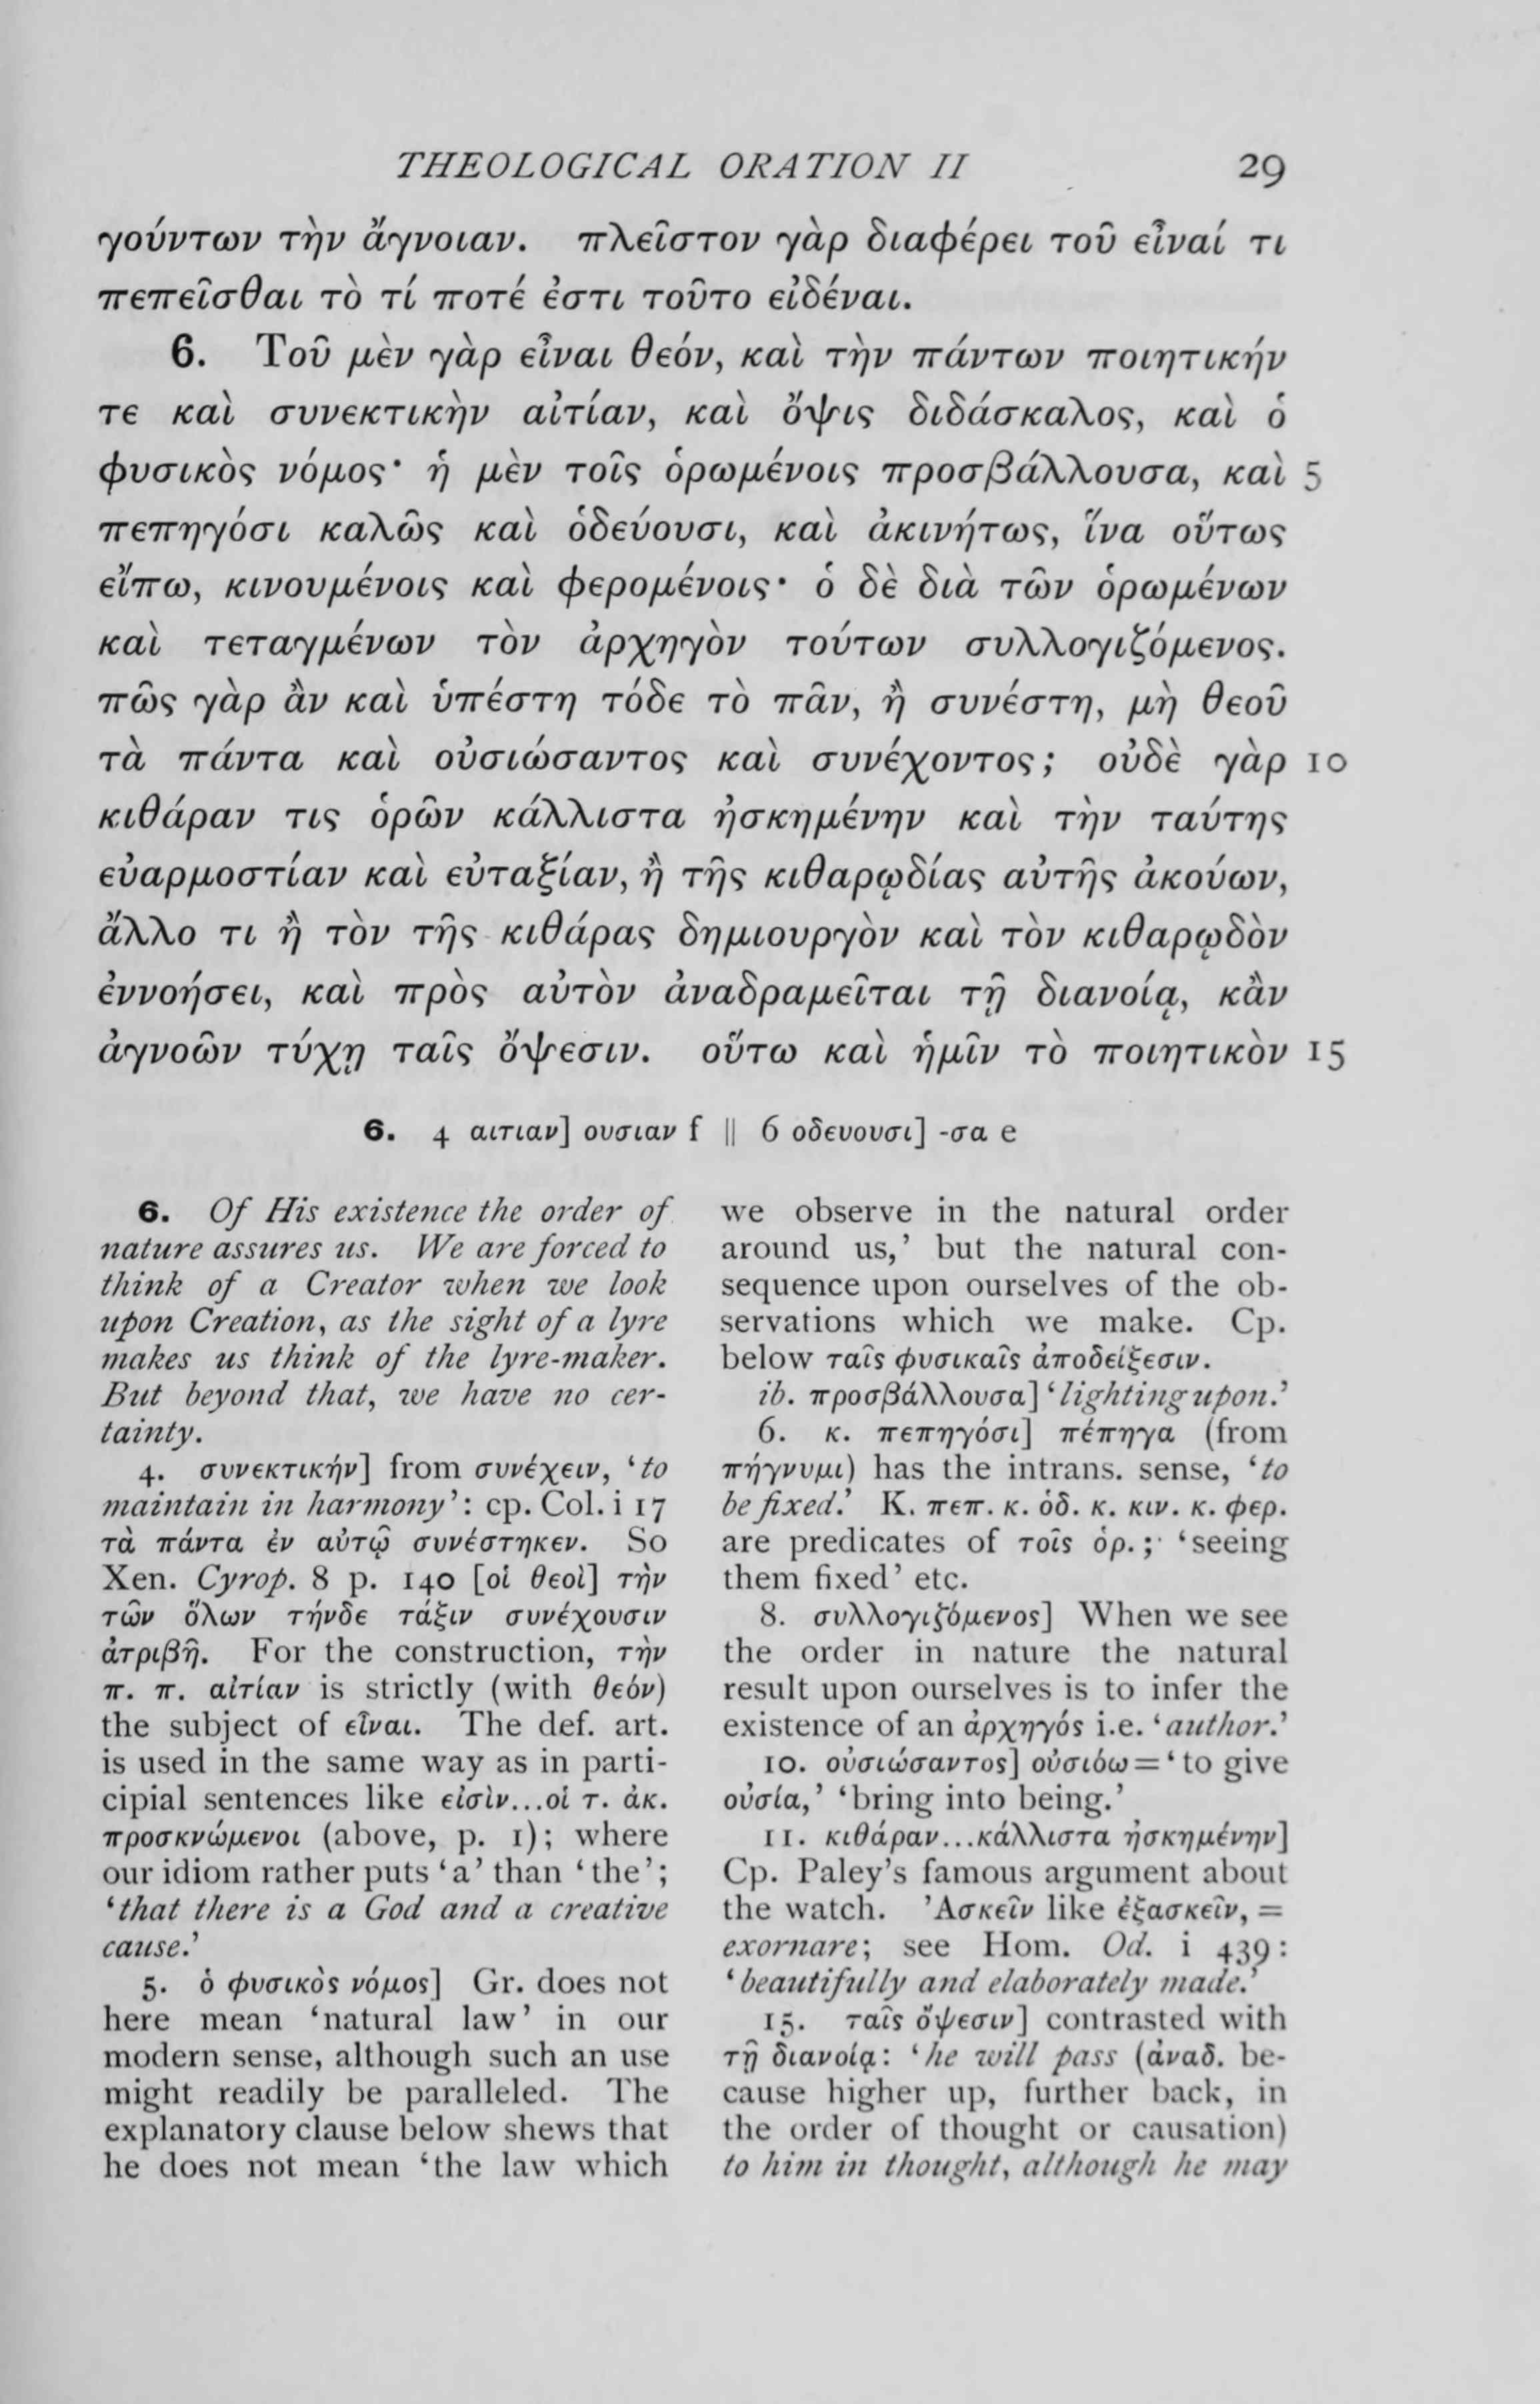 THEOLOGICAL ORATION II 29
γούντων τὴν ἄγνοιαν. πλεῖστον γὰρ διαφέρει τοῦ εἶναί τι
πεπεῖσθαι τὸ τί ποτέ ἐστι τοῦτο εἰδέναι.
6. Τοῦ μὲν γὰρ εἶναι θεόν, καὶ τὴν πάντων ποιητικήν
τε καὶ συνεκτικὴν αἰτίαν, καὶ ὄψις διδάσκαλος, καὶ ὁ
φυσικὸς νόμος· ἡ μὲν τοῖς ὁρωμένοις προσβάλλουσα, καὶ 5
πεπηγόσι καλῶς καὶ ὁδεύουσι, καὶ ἀκινήτως, ἵνα οὕτως
εἴπω, κινουμένοις καὶ φερομένοις· ὁ δὲ διὰ τῶν ὁρωμένων
καὶ τεταγμένων τὸν ἀρχηγὸν τούτων συλλογιζόμενος.
πῶς γὰρ ἂν καὶ ὑπέστη τόδε τὸ πᾶν, ἢ συνέστη, μὴ θεοῦ
τὰ πάντα καὶ οὐσιώσαντος καὶ συνέχοντος; οὐδὲ γὰρ 10
κιθάραν τις ὁρῶν κάλλιστα ἠσκημένην καὶ τὴν ταύτης
εὐαρμοστίαν καὶ εὐταξίαν, ἢ τῆς κιθαρῳδίας αὐτῆς ἀκούων,
ἄλλο τι ἢ τὸν τῆς κιθάρας δημιουργὸν καὶ τὸν κιθαρῳδὸν
ἐννοήσει, καὶ πρὸς αὐτὸν ἀναδραμεῖται τῇ διανοίᾳ, κἂν
ἀγνοῶν τύχῃ ταῖς ὄψεσιν. οὕτω καὶ ἡμῖν τὸ ποιητικὸν 15
6. 4 αιτιαν] ουσιαν f || 6 οδευουσι] -σα e
6. Of His existence the order of
nature assures us. We are forced to
think of a Creator when we look
upon Creation, as the sight of a lyre
makes us think of the lyre-maker.
But beyond that, we have no cer-
tainty.
4. συνεκτικήν] from συνέχειν, ‘to
maintain in harmony’: cp. Col. i 17
τὰ πάντα ἐν αὐτῷ συνέστηκεν. So
Xen. Cyrop. 8 p. 140 [οἱ θεοὶ] τὴν
τῶν ὅλων τήνδε τάξιν συνέχουσιν
ἀτριβῆ. For the construction, τὴν
π. π. αἰτίαν is strictly (with θεόν)
the subject of εἶναι. The def. art.
is used in the same way as in parti-
cipial sentences like εἰσὶν...οἱ τ. ἀκ.
προσκνώμενοι (above, p. 1); where
our idiom rather puts ‘a’ than ‘the’;
‘that there is a God and a creative
cause.’
5. ὁ φυσικὸς νόμος] Gr. does not
here mean ‘natural law’ in our
modern sense, although such an use
might readily be paralleled. The
explanatory clause below shews that
he does not mean ‘the law which
we observe in the natural order
around us,’ but the natural con-
sequence upon ourselves of the ob-
servations which we make. Cp.
below ταῖς φυσικαῖς ἀποδείξεσιν.
ib. προσβάλλουσα] ‘lighting upon.’
6. κ. πεπηγόσι] πέπηγα (from
πήγνυμι) has the intrans. sense, ‘to
be fixed.’ Κ. πεπ. κ. ὁδ. κ. κιν. κ. φερ.
are predicates of τοῖς ὁρ.; ‘seeing
them fixed’ etc.
8. συλλογιζόμενος] When we see
the order in nature the natural
result upon ourselves is to infer the
existence of an ἀρχηγός i.e. ‘author.’
10. οὐσιώσαντος] οὐσιόω = ‘to give
οὐσία,’ ‘bring into being.’
11. κιθάραν...κάλλιστα ἠσκημένην]
Cp. Paley’s famous argument about
the watch. Ἀσκεῖν like ἐξασκεῖν, =
exornare; see Hom. Od. i 439:
‘beautifully and elaborately made.’
15. ταῖς ὄψεσιν] contrasted with
τῇ διανοίᾳ: ‘he will pass (ἀναδ. be-
cause higher up, further back, in
the order of thought or causation)
to him in thought, although he may